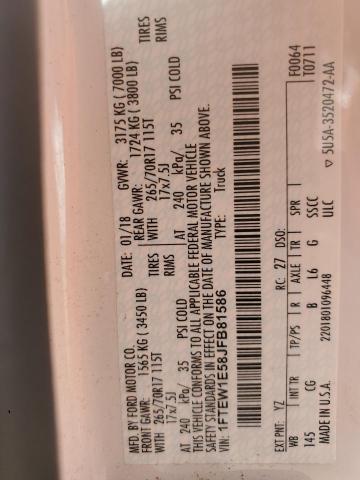 MFD. BY FORD MOTOR CO.
DATE: 01/18 GVWR: 3175 KG ( 7000 LB)
FRONT GAWR: 1565 KG ( 3450 LB) REAR GAWR: 1724 KG ( 3800 LB)
WITH 265/70R17 115T TIRES WITH 265/70R17 115T TIRES
17x7.5J RIMS 17x7.5J RIMS
AT 240 kPa/ 35 PSI COLD AT 240 kPa/ 35 PSI COLD
THIS VEHICLE CONFORMS TO ALL APPLICABLE FEDERAL MOTOR VEHICLE
SAFETY STANDARDS IN EFFECT ON THE DATE OF MANUFACTURE SHOWN ABOVE.
VIN: 1FTEW1E58JFB81586 TYPE: Truck
F0064
T0711
EXT PNT: YZ RC: 27 DSO:
WB INT TR TP/PS R AXLE TR SPR
145 CG B L6 G SSCC
MADE IN U.S.A. 2201801096448 ULC
5U5A-3520472-AA